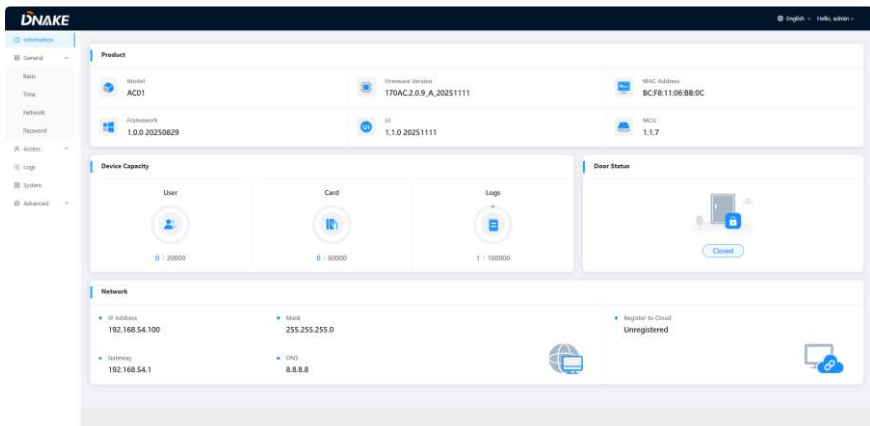 DNAKE
English
Hello, admin
Information
General
Basic
Time
Network
Password
Access
Logs
System
Advanced
Product
Model
AC01
Firmware Version
170AC.2.0.9_A_20251111
MAC Address
BC:F8:11:06:BB:0C
Framework
1.0.0 20250829
UI
UI
1.1.0 20251111
MCU
1.1.7
Device Capacity
User
Card
Logs
0 / 20000
0 / 60000
1 / 100000
Door Status
Closed
Network
IP Address
192.168.54.100
Mask
255.255.255.0
Gateway
192.168.54.1
DNS
8.8.8.8
Register to Cloud
Unregistered